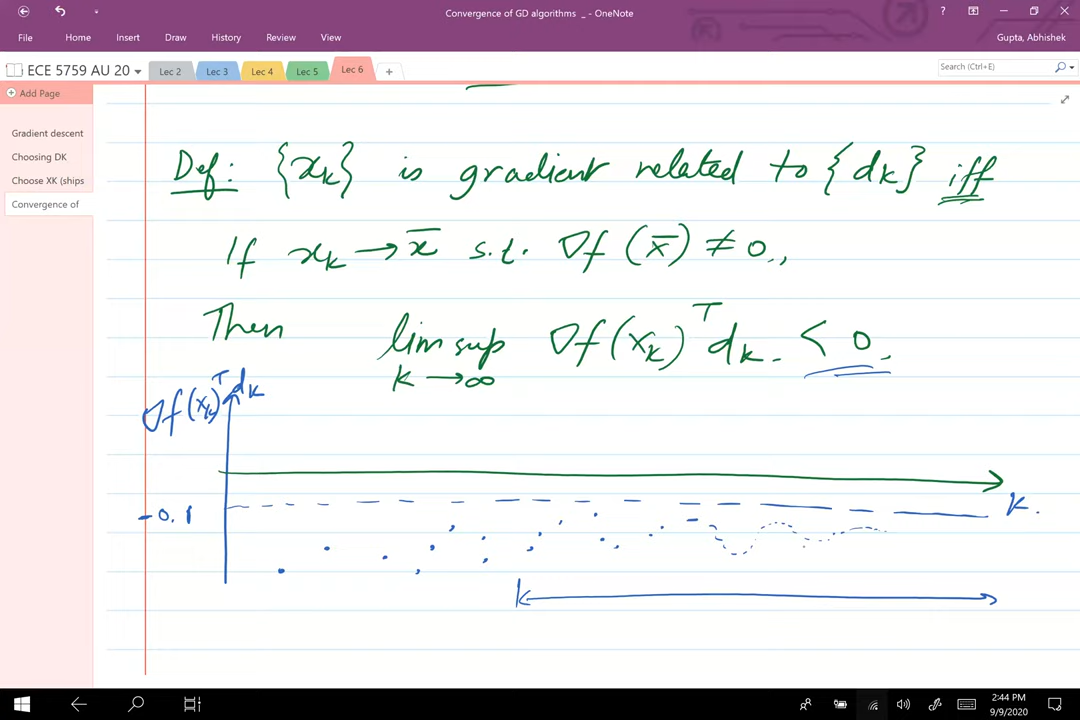 Convergence of GD algorithms _ - OneNote
?
File Home Insert Draw History Review View
Gupta, Abhishek
ECE 5759 AU 20
Lec 2 Lec 3 Lec 4 Lec 5 Lec 6 +
Search (Ctrl+E)
Add Page
Gradient descent
Choosing DK
Choose XK (ships
Convergence of
Def: {xk} is gradient related to {dk} iff
If xk → x̅ s.t. ∇f(x̅) ≠ 0.,
Then lim sup ∇f(xk)ᵀ dk. < 0.
k → ∞
∇f(xk)ᵀ dk
k.
-0.1
k
2:44 PM
9/9/2020